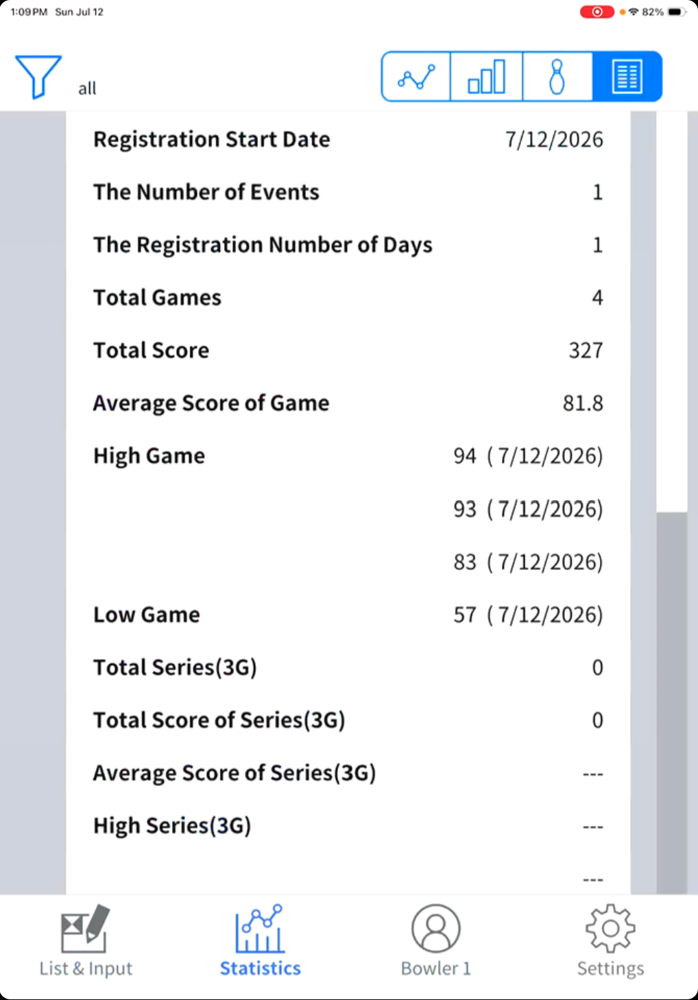 1:09 PM Sun Jul 12
82%
all
Registration Start Date 7/12/2026
The Number of Events 1
The Registration Number of Days 1
Total Games 4
Total Score 327
Average Score of Game 81.8
High Game 94 ( 7/12/2026)
93 ( 7/12/2026)
83 ( 7/12/2026)
Low Game 57 ( 7/12/2026)
Total Series(3G) 0
Total Score of Series(3G) 0
Average Score of Series(3G) ---
High Series(3G) ---
---
List & Input Statistics Bowler 1 Settings